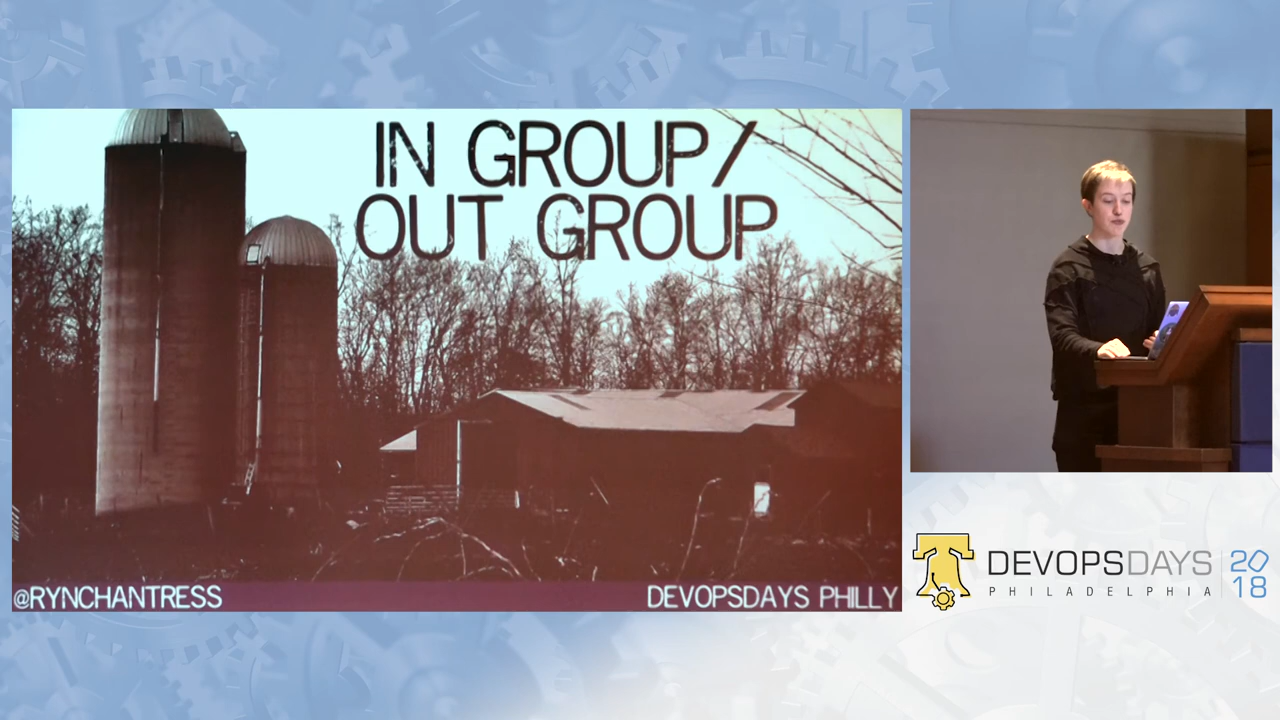 IN GROUP/
OUT GROUP
@RYNCHANTRESS
DEVOPSDAYS PHILLY
DEVOPSDAYS
PHILADELPHIA
20
18